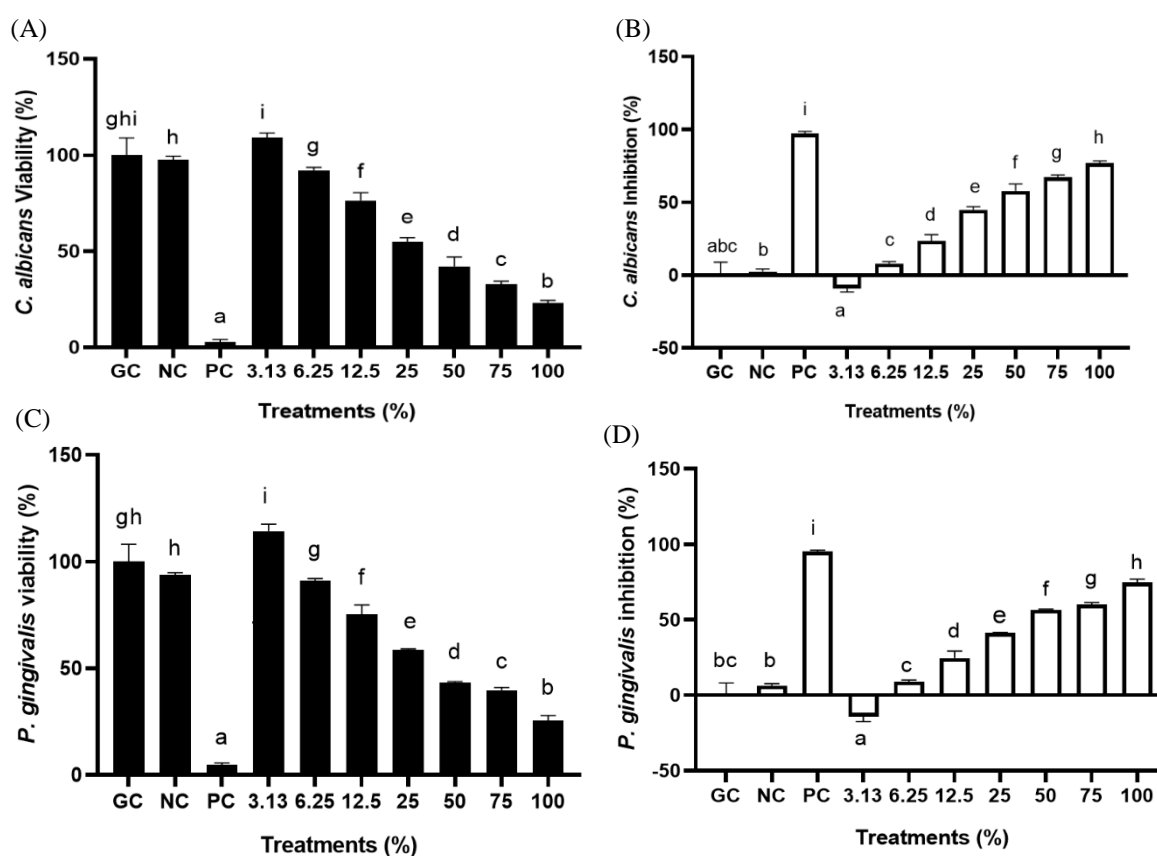 (A)
150
100
50
0
C. albicans Viability (%)
ghi
h
a
i
g
f
e
d
c
b
GC NC PC 3.13 6.25 12.5 25 50 75 100
Treatments (%)
(B)
150
100
50
0
-50
C. albicans Inhibition (%)
abc
b
i
a
c
d
e
f
g
h
GC NC PC 3.13 6.25 12.5 25 50 75 100
Treatments (%)
(C)
150
100
50
0
P. gingivalis viability (%)
gh
h
a
i
g
f
e
d
c
b
GC NC PC 3.13 6.25 12.5 25 50 75 100
Treatments (%)
(D)
150
100
50
0
-50
P. gingivalis inhibition (%)
bc
b
i
a
c
d
e
f
g
h
GC NC PC 3.13 6.25 12.5 25 50 75 100
Treatments (%)